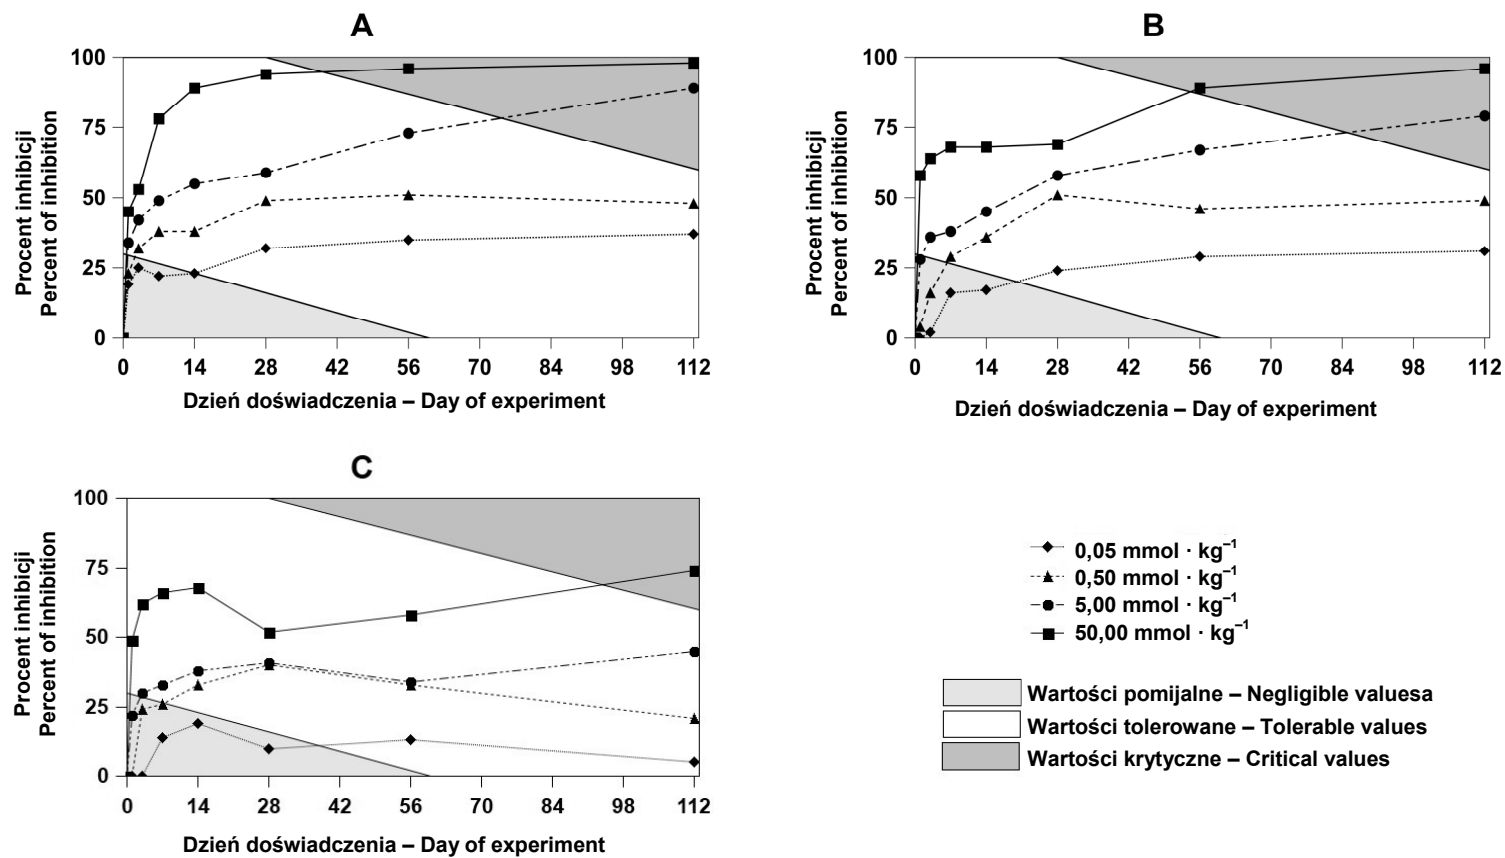 A
100
75
50
25
0
Procent inhibicji
Percent of inhibition
0 14 28 42 56 70 84 98 112
Dzień doświadczenia – Day of experiment
B
100
75
50
25
0
Procent inhibicji
Percent of inhibition
0 14 28 42 56 70 84 98 112
Dzień doświadczenia – Day of experiment
C
100
75
50
25
0
Procent inhibicji
Percent of inhibition
0 14 28 42 56 70 84 98 112
Dzień doświadczenia – Day of experiment
0,05 mmol · kg⁻¹
0,50 mmol · kg⁻¹
5,00 mmol · kg⁻¹
50,00 mmol · kg⁻¹
Wartości pomijalne – Negligible valuesa
Wartości tolerowane – Tolerable values
Wartości krytyczne – Critical values